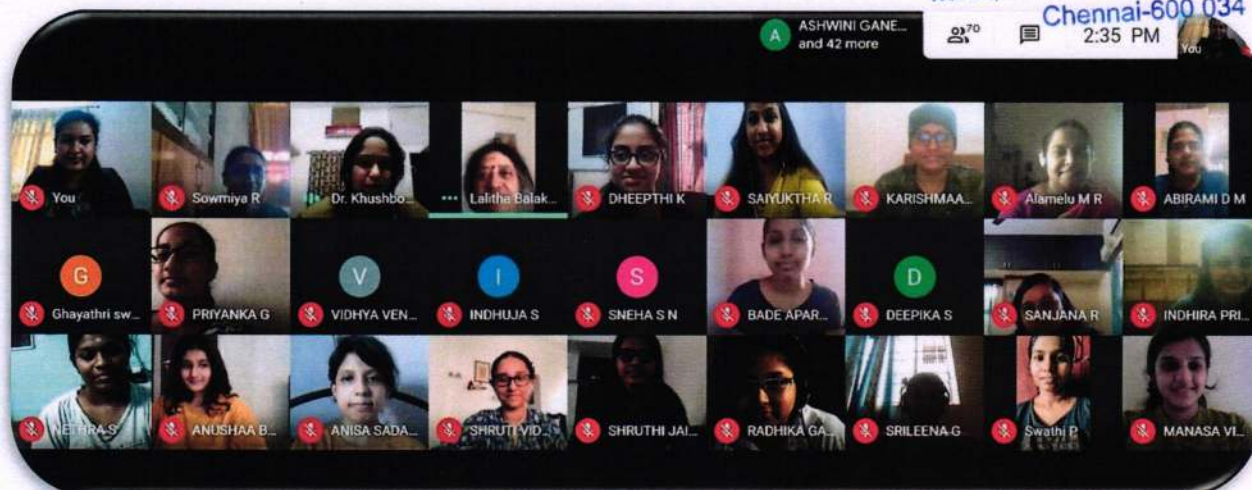 Chennai-600 034
A ASHWINI GANE...
and 42 more
70
2:35 PM
You
You
Sowmiya R
Dr. Khushbo...
Lalitha Balak...
DHEEPTHI K
SAIYUKTHA R
KARISHMAA...
Alamelu M R
ABIRAMI D M
G
Ghayathri sw...
PRIYANKA G
V
VIDHYA VEN...
I
INDHUJA S
S
SNEHA S N
BADE APAR...
D
DEEPIKA S
SANJANA R
INDHIRA PRI...
NETHRA S
ANUSHAA B...
ANISA SADA...
SHRUTI VID...
SHRUTHI JAI...
RADHIKA GA...
SRILEENA G
Swathi P
MANASA VI...